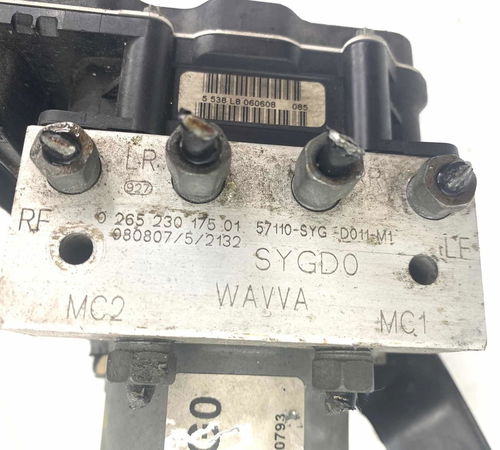 5 538 L8 060608 085
LR
927
RF 0 265 230 175 01 57110-SYG -D011-M1 LF
080807/5/2132
SYGD0
MC2 WAVVA MC1
0793